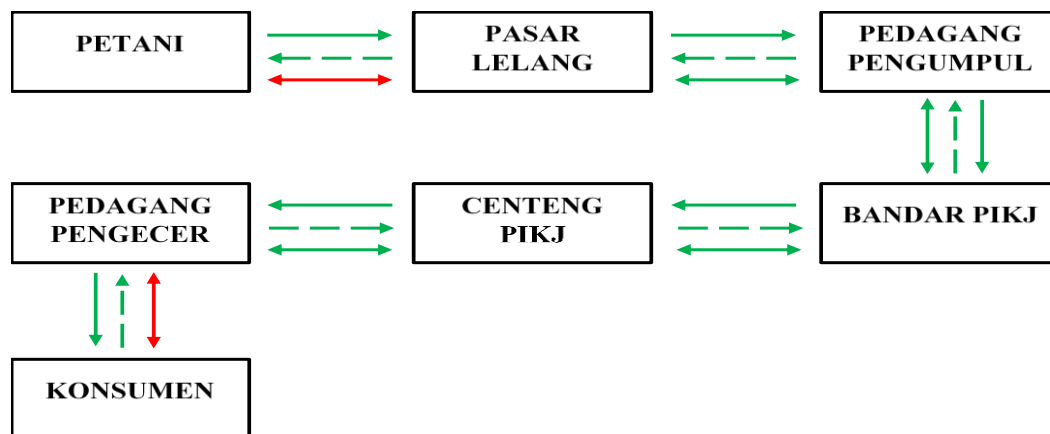 PETANI
PASAR
LELANG
PEDAGANG
PENGUMPUL
PEDAGANG
PENGECER
CENTENG
PIKJ
BANDAR PIKJ
KONSUMEN